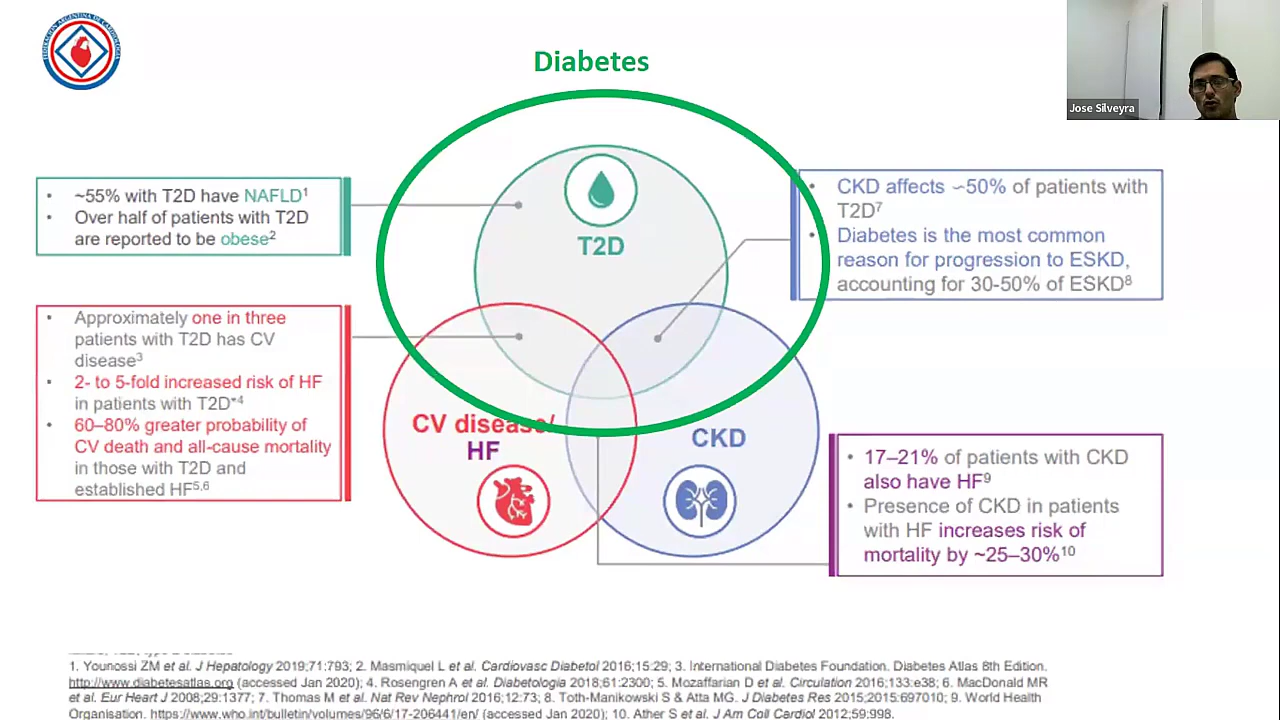 FEDERACION ARGENTINA DE CARDIOLOGIA
Diabetes
Jose Silveyra
• ~55% with T2D have NAFLD1
• Over half of patients with T2D
are reported to be obese2
• Approximately one in three
patients with T2D has CV
disease3
• 2- to 5-fold increased risk of HF
in patients with T2D*4
• 60–80% greater probability of
CV death and all-cause mortality
in those with T2D and
established HF5,6
T2D
CV disease/
HF
CKD
• CKD affects ~50% of patients with
T2D7
• Diabetes is the most common
reason for progression to ESKD,
accounting for 30-50% of ESKD8
• 17–21% of patients with CKD
also have HF9
• Presence of CKD in patients
with HF increases risk of
mortality by ~25–30%10
1. Younossi ZM et al. J Hepatology 2019;71:793; 2. Masmiquel L et al. Cardiovasc Diabetol 2016;15:29; 3. International Diabetes Foundation. Diabetes Atlas 8th Edition.
http://www.diabetesatlas.org (accessed Jan 2020); 4. Rosengren A et al. Diabetologia 2018;61:2300; 5. Mozaffarian D et al. Circulation 2016;133:e38; 6. MacDonald MR
et al. Eur Heart J 2008;29:1377; 7. Thomas M et al. Nat Rev Nephrol 2016;12:73; 8. Toth-Manikowski S & Atta MG. J Diabetes Res 2015;2015:697010; 9. World Health
Organisation. https://www.who.int/bulletin/volumes/96/6/17-206441/en/ (accessed Jan 2020); 10. Ather S et al. J Am Coll Cardiol 2012;59:998.